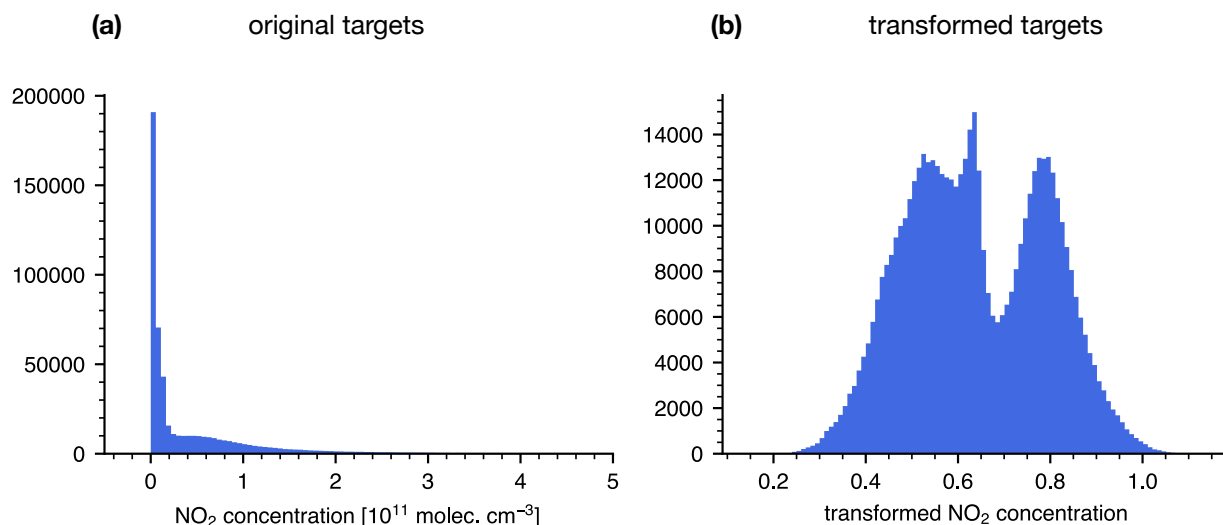 (a) original targets
200000
150000
100000
50000
0
0 1 2 3 4 5
NO₂ concentration [10¹¹ molec. cm⁻³]
(b) transformed targets
14000
12000
10000
8000
6000
4000
2000
0
0.2 0.4 0.6 0.8 1.0
transformed NO₂ concentration